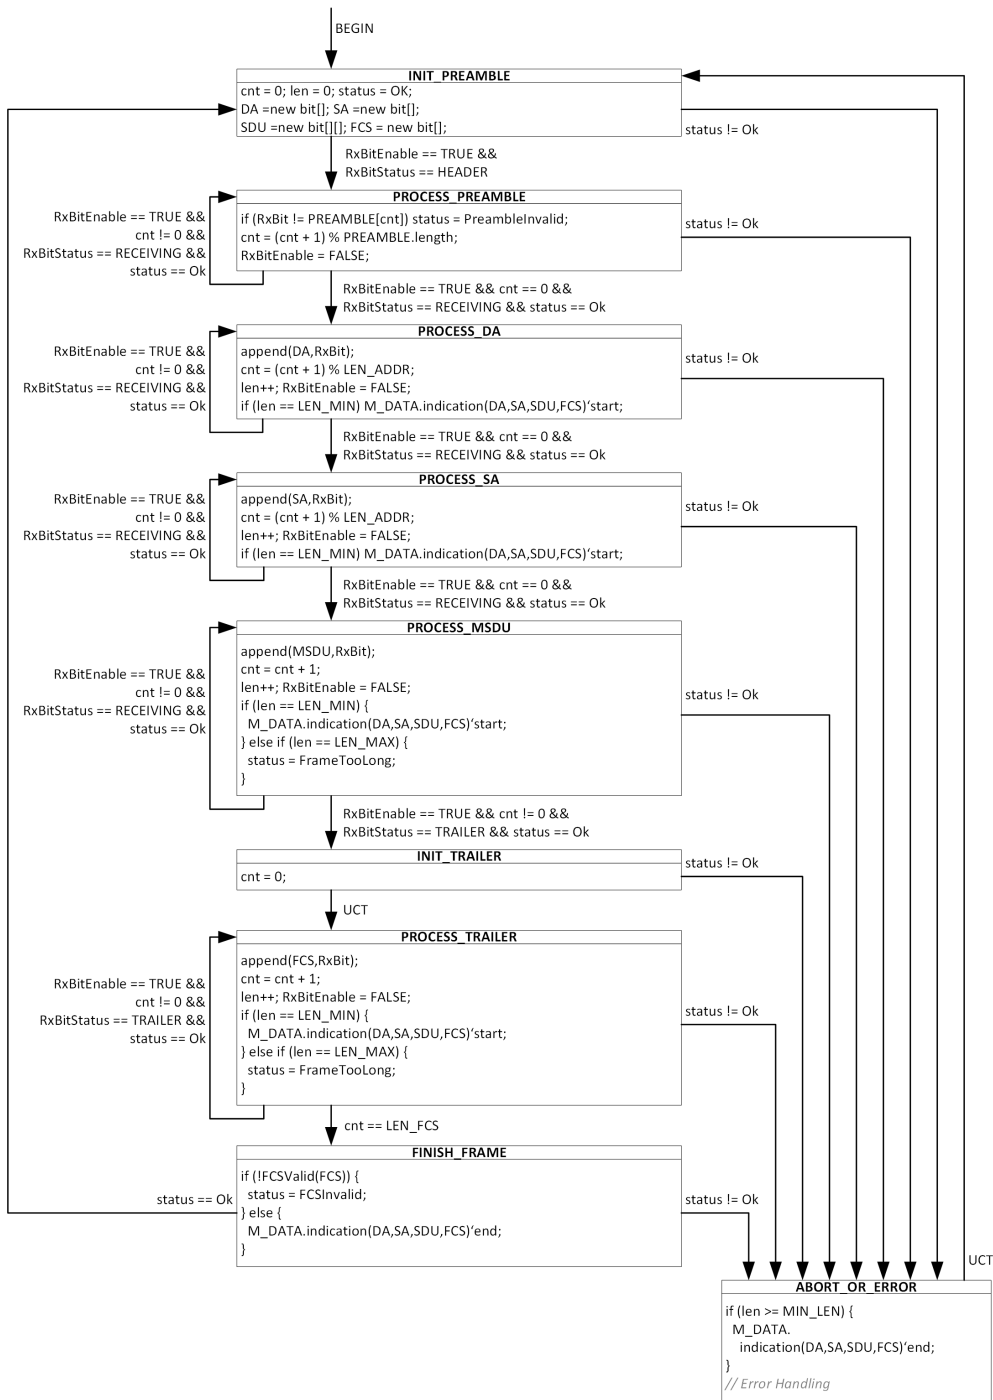 BEGIN
INIT_PREAMBLE
cnt = 0; len = 0; status = OK;
DA =new bit[]; SA =new bit[];
SDU =new bit[][]; FCS = new bit[];
status != Ok
RxBitEnable == TRUE &&
RxBitStatus == HEADER
PROCESS_PREAMBLE
if (RxBit != PREAMBLE[cnt]) status = PreambleInvalid;
cnt = (cnt + 1) % PREAMBLE.length;
RxBitEnable = FALSE;
RxBitEnable == TRUE &&
cnt != 0 &&
RxBitStatus == RECEIVING &&
status == Ok
status != Ok
RxBitEnable == TRUE && cnt == 0 &&
RxBitStatus == RECEIVING && status == Ok
PROCESS_DA
append(DA,RxBit);
cnt = (cnt + 1) % LEN_ADDR;
len++; RxBitEnable = FALSE;
if (len == LEN_MIN) M_DATA.indication(DA,SA,SDU,FCS)‘start;
RxBitEnable == TRUE &&
cnt != 0 &&
RxBitStatus == RECEIVING &&
status == Ok
status != Ok
RxBitEnable == TRUE && cnt == 0 &&
RxBitStatus == RECEIVING && status == Ok
PROCESS_SA
append(SA,RxBit);
cnt = (cnt + 1) % LEN_ADDR;
len++; RxBitEnable = FALSE;
if (len == LEN_MIN) M_DATA.indication(DA,SA,SDU,FCS)‘start;
RxBitEnable == TRUE &&
cnt != 0 &&
RxBitStatus == RECEIVING &&
status == Ok
status != Ok
RxBitEnable == TRUE && cnt == 0 &&
RxBitStatus == RECEIVING && status == Ok
PROCESS_MSDU
append(MSDU,RxBit);
cnt = cnt + 1;
len++; RxBitEnable = FALSE;
if (len == LEN_MIN) {
M_DATA.indication(DA,SA,SDU,FCS)‘start;
} else if (len == LEN_MAX) {
status = FrameTooLong;
}
RxBitEnable == TRUE &&
cnt != 0 &&
RxBitStatus == RECEIVING &&
status == Ok
status != Ok
RxBitEnable == TRUE && cnt != 0 &&
RxBitStatus == TRAILER && status == Ok
INIT_TRAILER
cnt = 0;
status != Ok
UCT
PROCESS_TRAILER
append(FCS,RxBit);
cnt = cnt + 1;
len++; RxBitEnable = FALSE;
if (len == LEN_MIN) {
M_DATA.indication(DA,SA,SDU,FCS)‘start;
} else if (len == LEN_MAX) {
status = FrameTooLong;
}
RxBitEnable == TRUE &&
cnt != 0 &&
RxBitStatus == TRAILER &&
status == Ok
status != Ok
cnt == LEN_FCS
FINISH_FRAME
if (!FCSValid(FCS)) {
status = FCSInvalid;
} else {
M_DATA.indication(DA,SA,SDU,FCS)‘end;
}
status == Ok
status != Ok
UCT
ABORT_OR_ERROR
if (len >= MIN_LEN) {
M_DATA.
indication(DA,SA,SDU,FCS)‘end;
}
// Error Handling